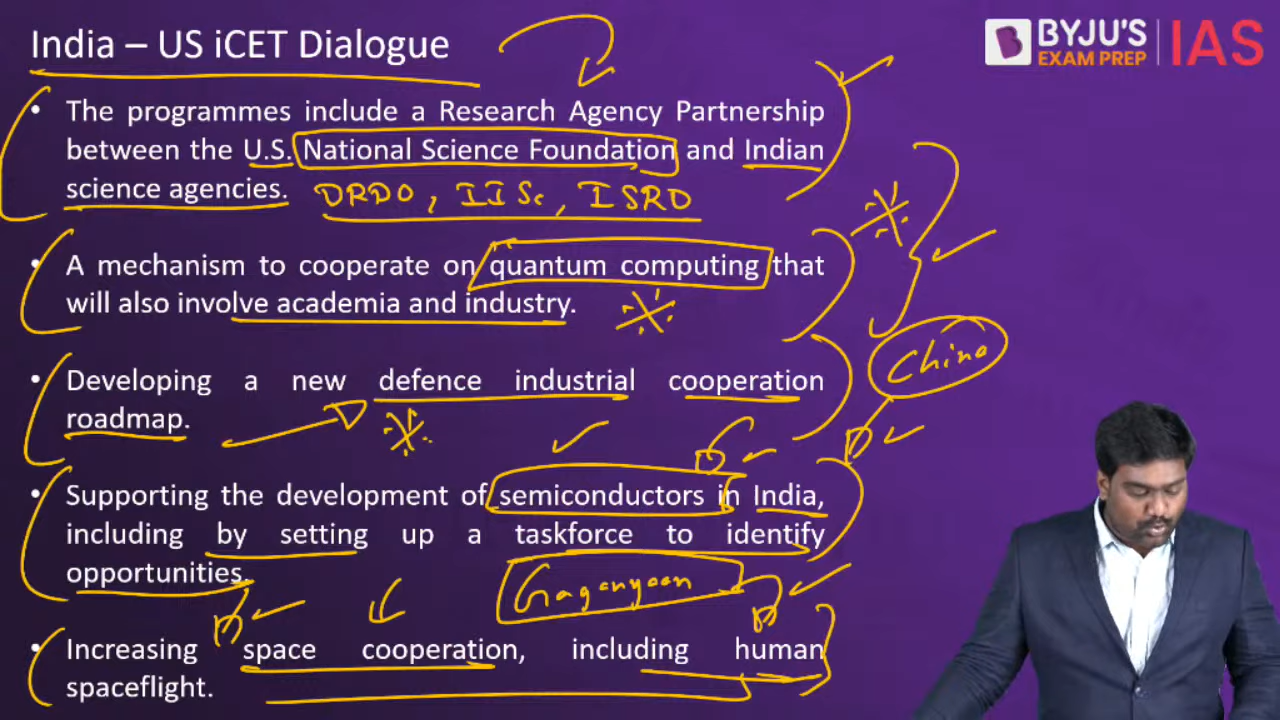 India – US iCET Dialogue
BYJU'S
EXAM PREP
IAS
• The programmes include a Research Agency Partnership
between the U.S. National Science Foundation and Indian
science agencies. DRDO, IISc, ISRO
• A mechanism to cooperate on quantum computing that
will also involve academia and industry.
China
• Developing a new defence industrial cooperation
roadmap.
• Supporting the development of semiconductors in India,
including by setting up a taskforce to identify
opportunities.
Gaganyaan
• Increasing space cooperation, including human
spaceflight.